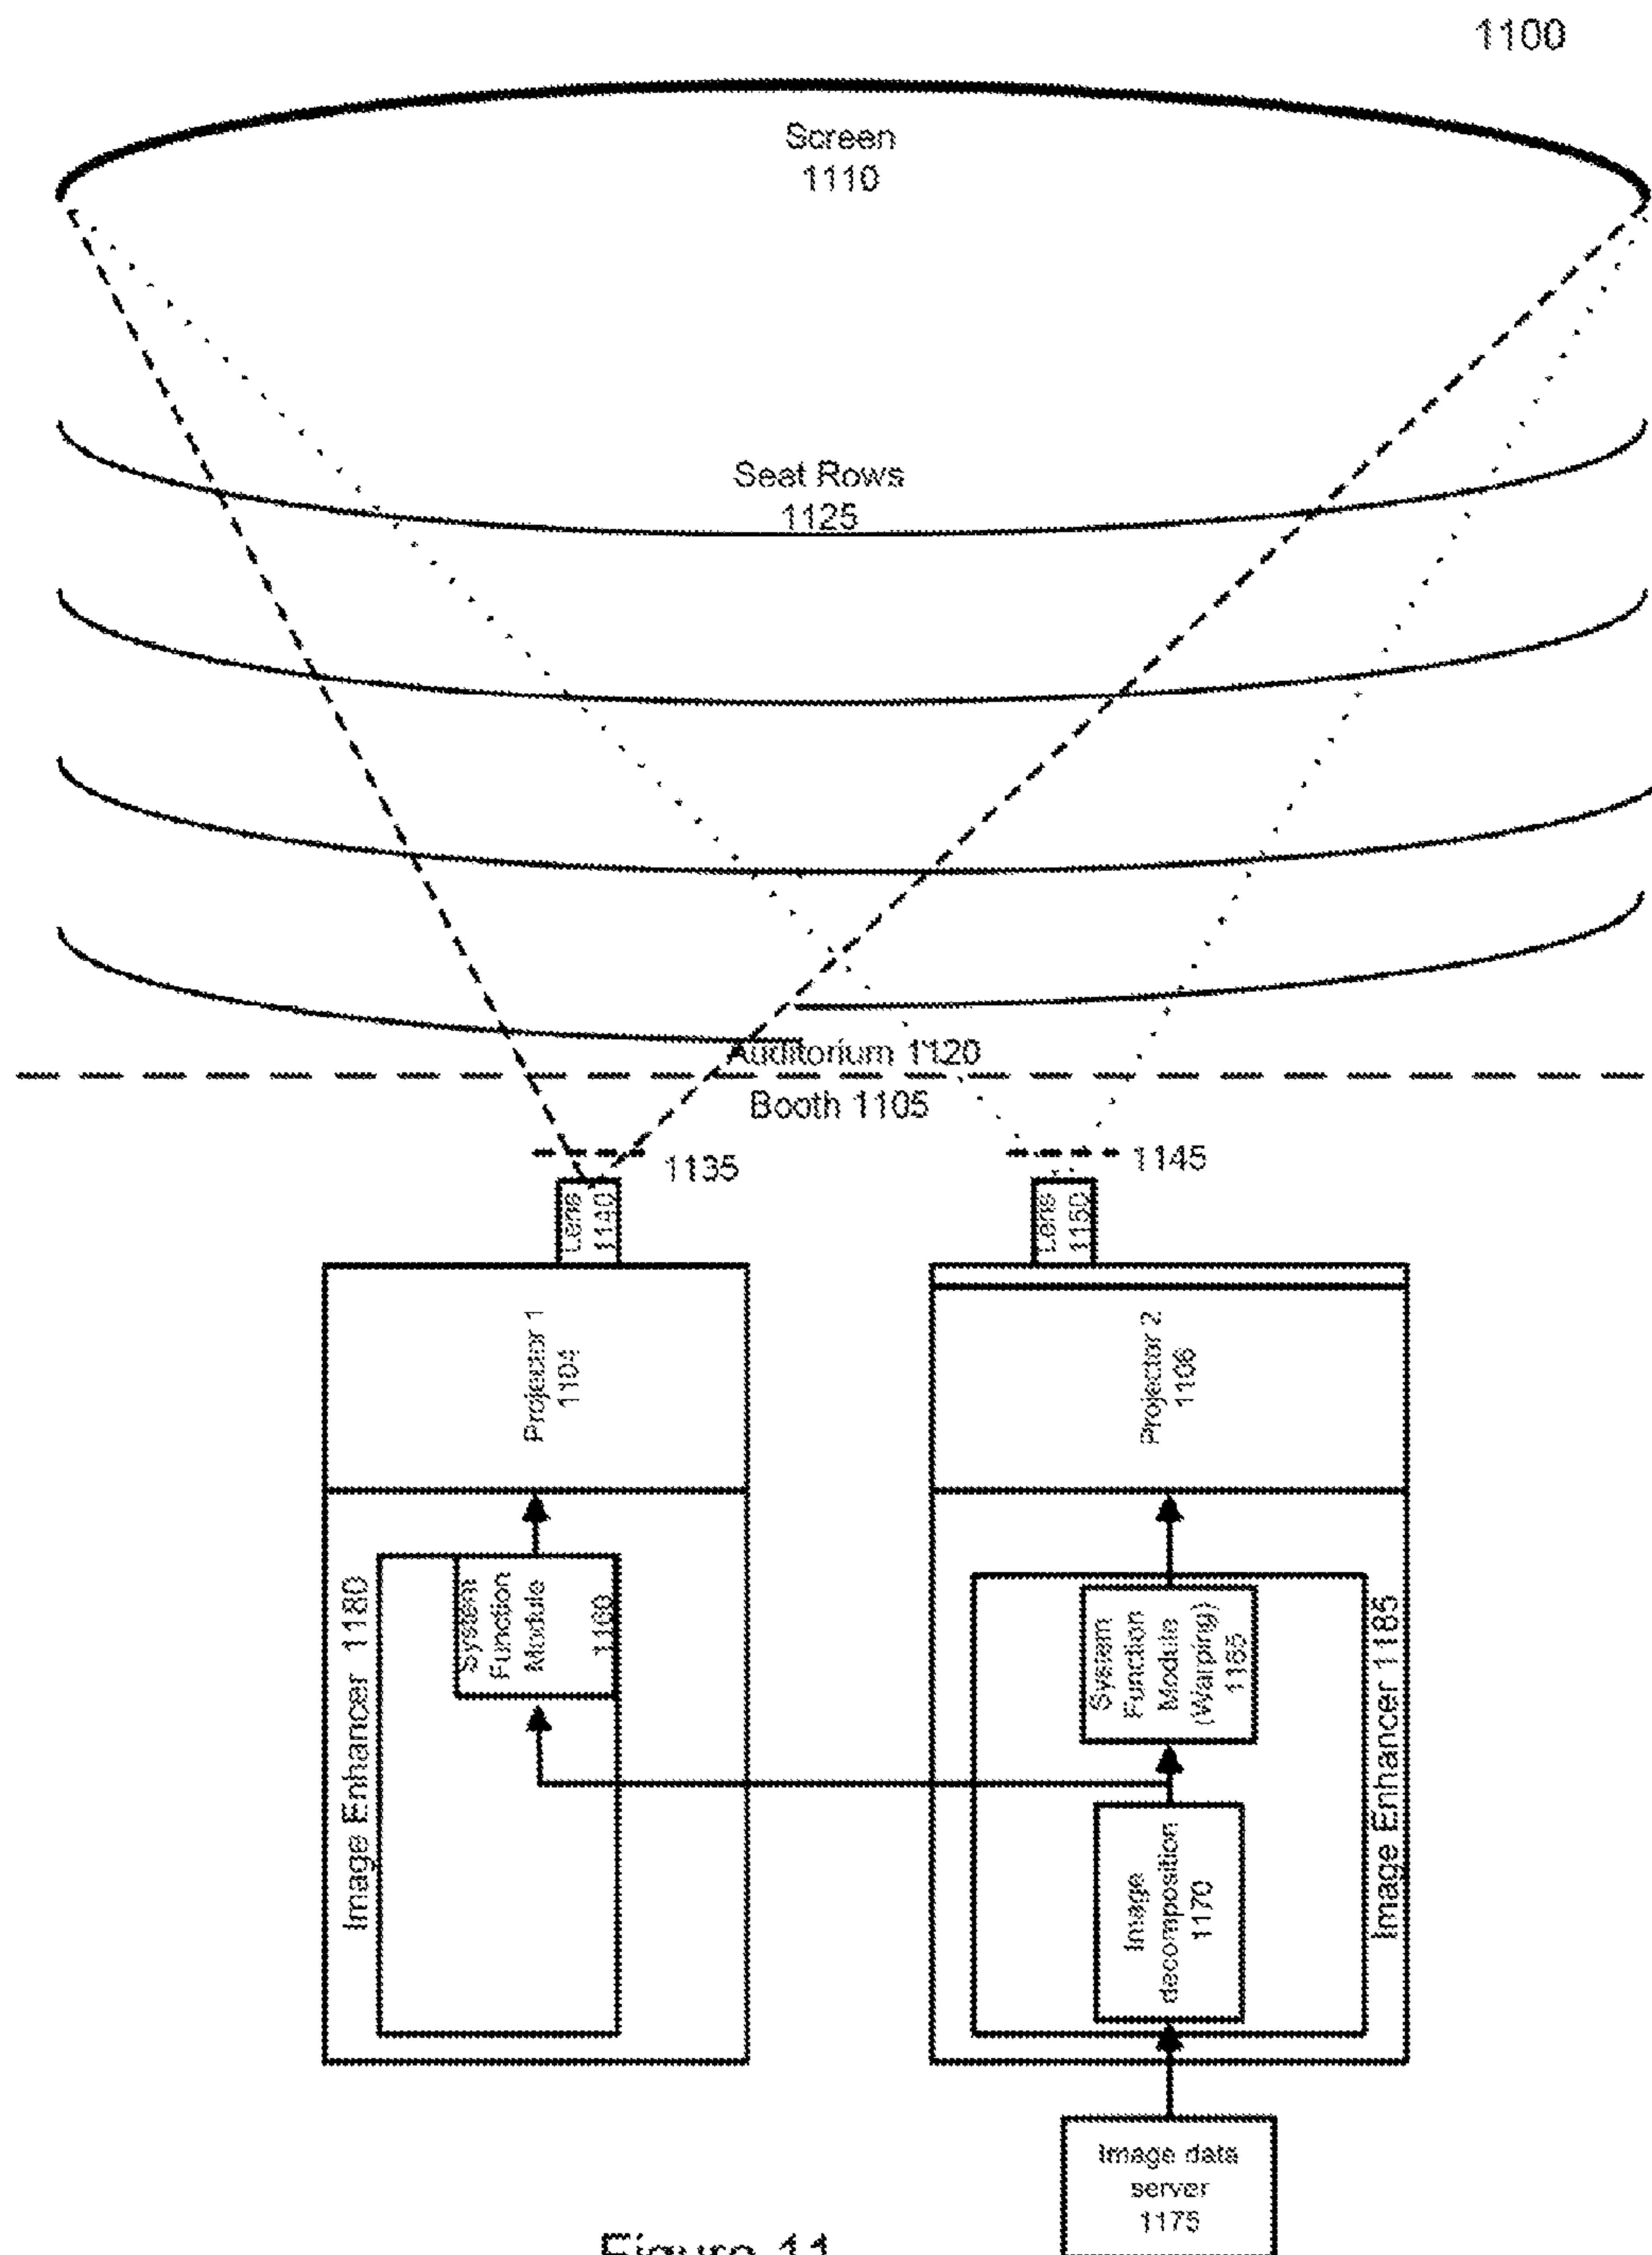 1100
Screen
1110
Seat Rows
1125
Auditorium 1120
Booth 1105
1135
1145
Lens
1140
Lens
1150
Projector 1
1104
Projector 2
1106
Image Enhancer 1180
System
Function
Module
1160
System
Function
Module
(Warping)
1165
Image Enhancer 1185
Image
decomposition
1170
Image data
server
1175
Figure 11